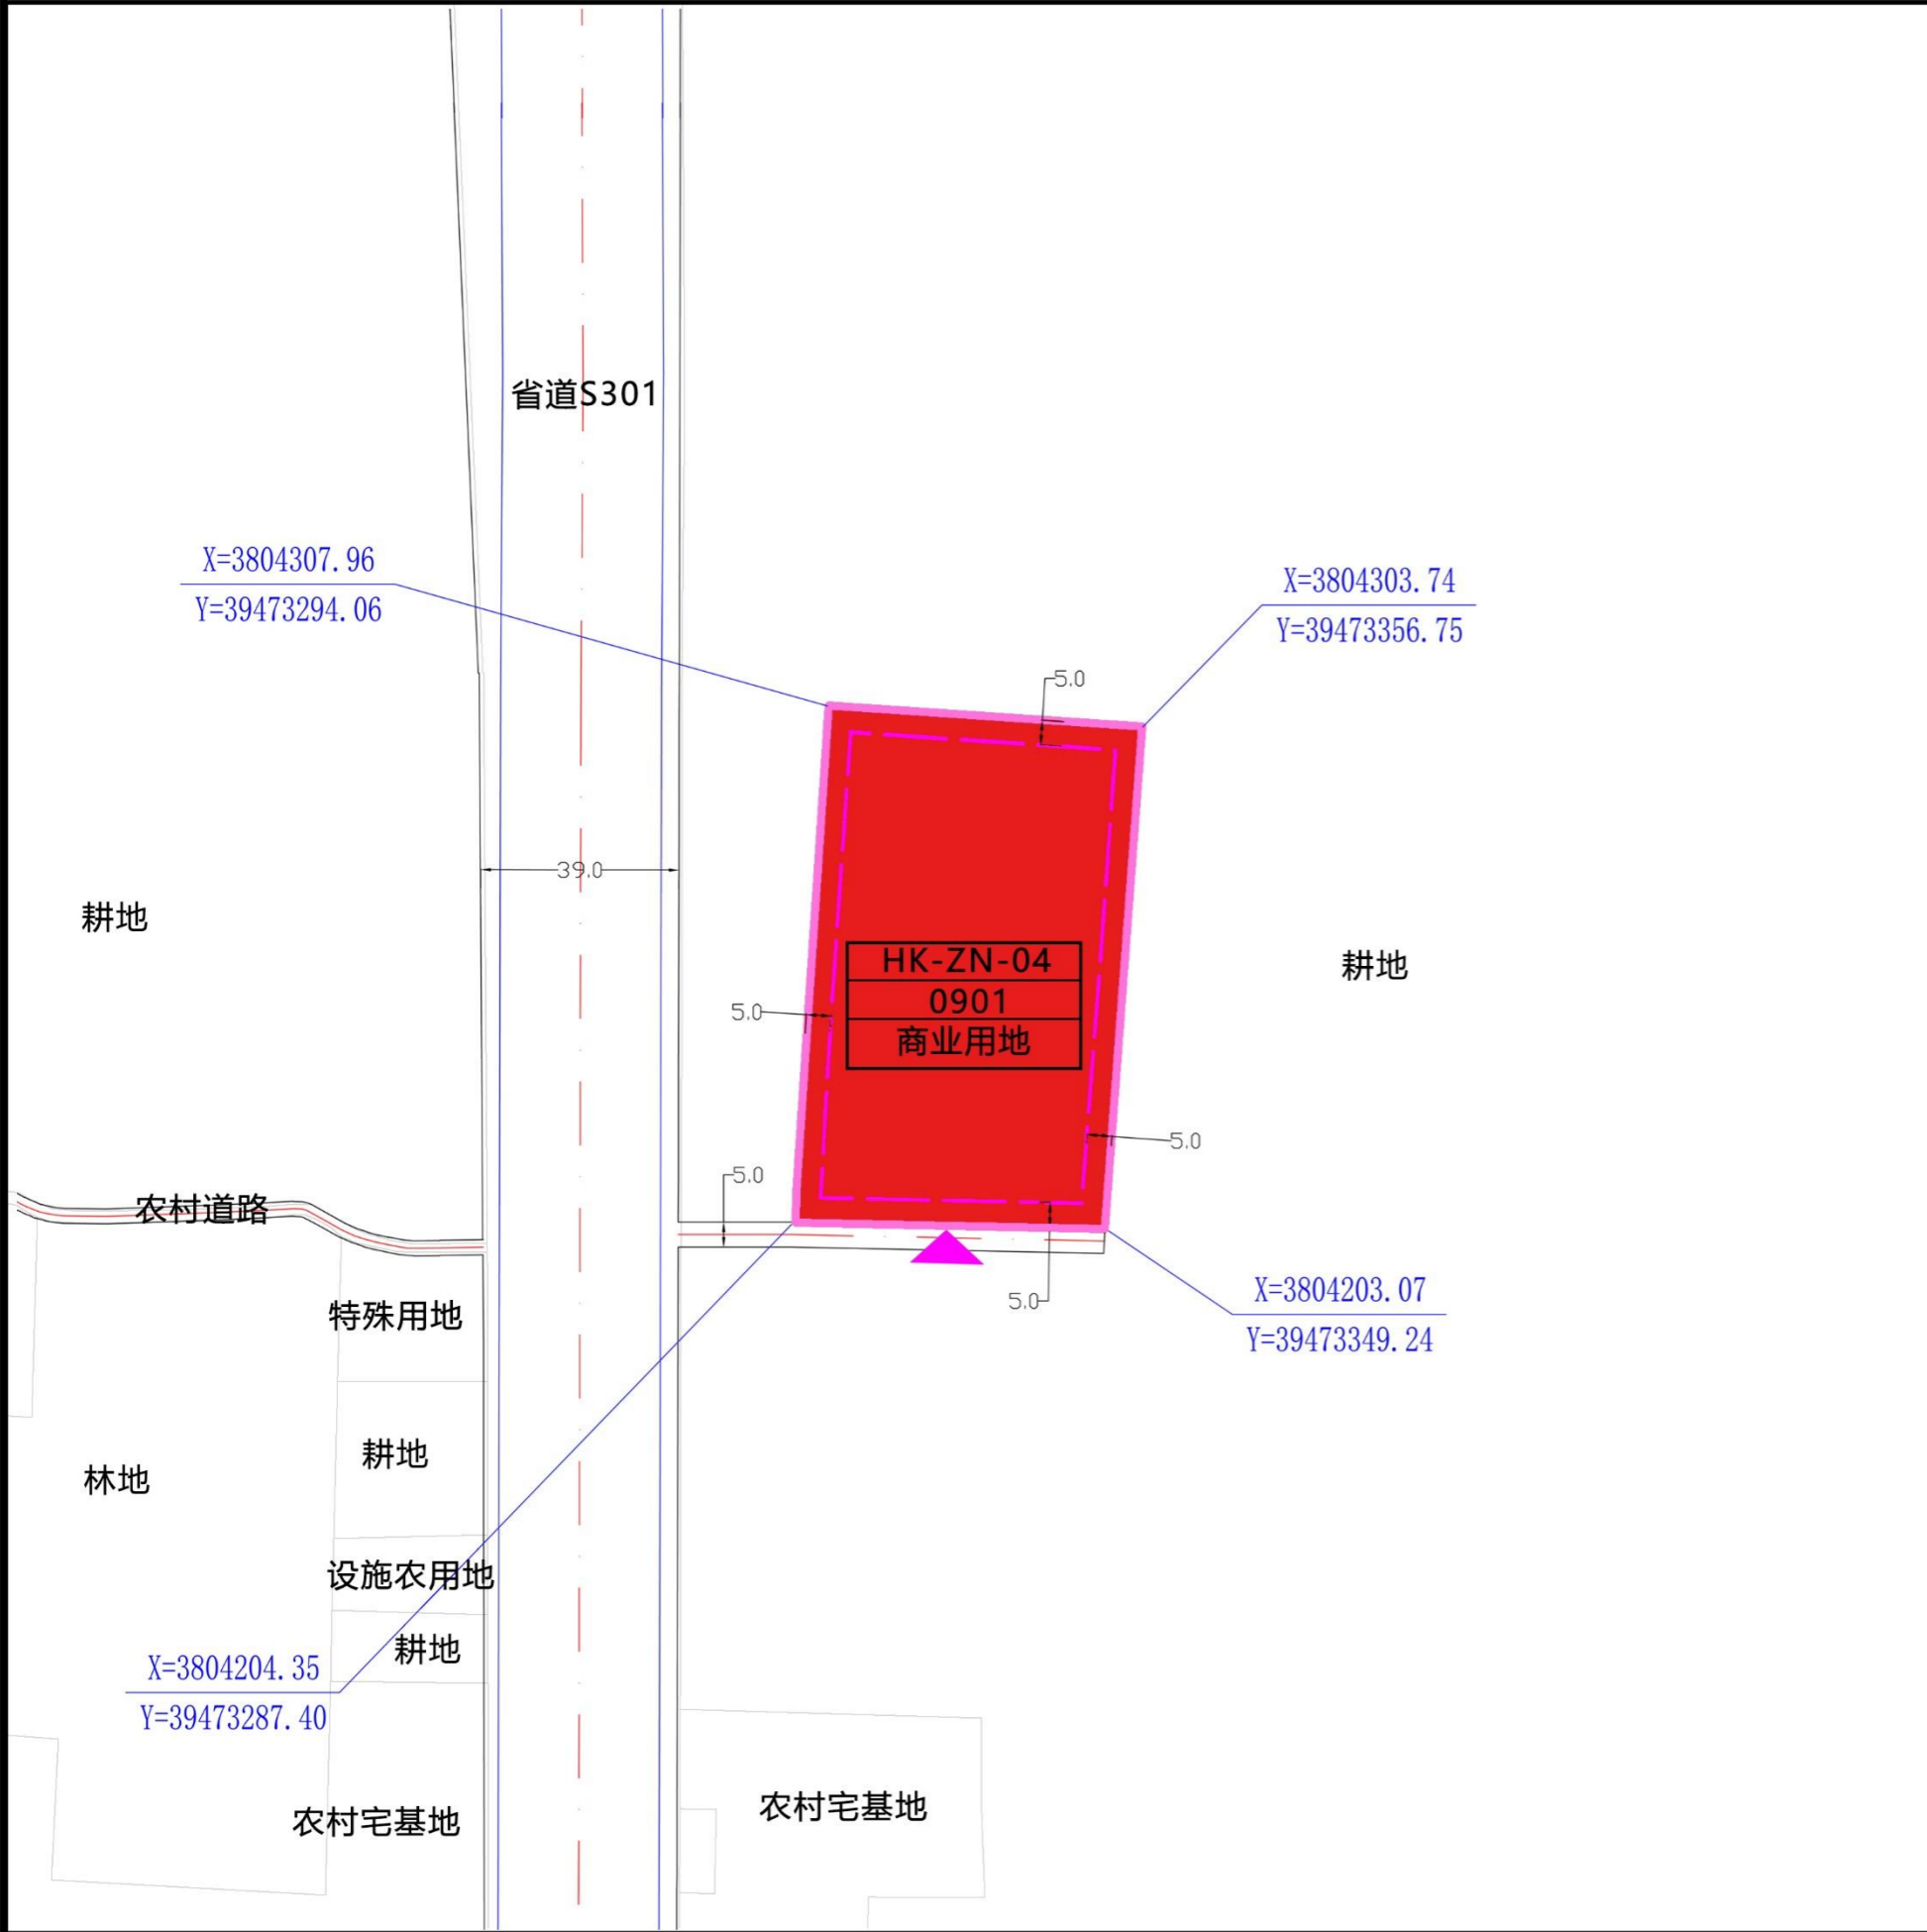 省道S301
X=3804307.96
Y=39473294.06
X=3804303.74
Y=39473356.75
5.0
39.0
耕地
HK-ZN-04
0901
商业用地
耕地
5.0
5.0
5.0
农村道路
5.0
X=3804203.07
Y=39473349.24
特殊用地
耕地
林地
设施农用地
耕地
X=3804204.35
Y=39473287.40
农村宅基地
农村宅基地